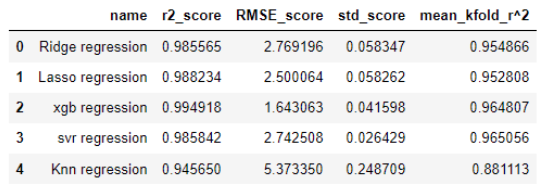 name r2_score RMSE_score std_score mean_kfold_r^2
0 Ridge regression 0.985565 2.769196 0.058347 0.954866
1 Lasso regression 0.988234 2.500064 0.058262 0.952808
2 xgb regression 0.994918 1.643063 0.041598 0.964807
3 svr regression 0.985842 2.742508 0.026429 0.965056
4 Knn regression 0.945650 5.373350 0.248709 0.881113